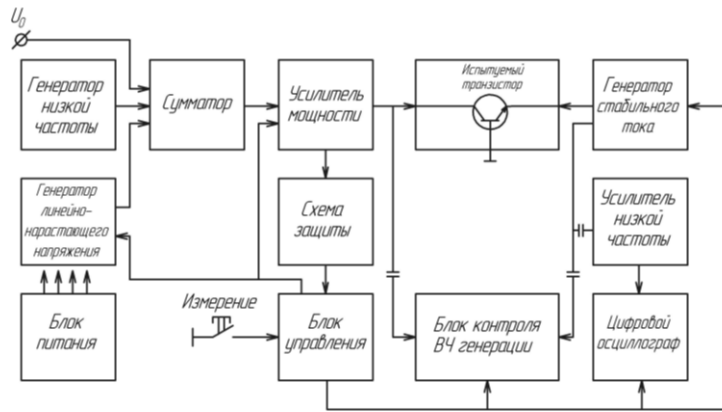 U₀
Генератор
низкой
частоты
Сумматор
Усилитель
мощности
Испытуемый
транзистор
Генератор
стабильного
тока
Генератор
линейно-
нарастающего
напряжения
Схема
защиты
Усилитель
низкой
частоты
Блок
питания
Измерение
Блок
управления
Блок контроля
ВЧ генерации
Цифровой
осциллограф